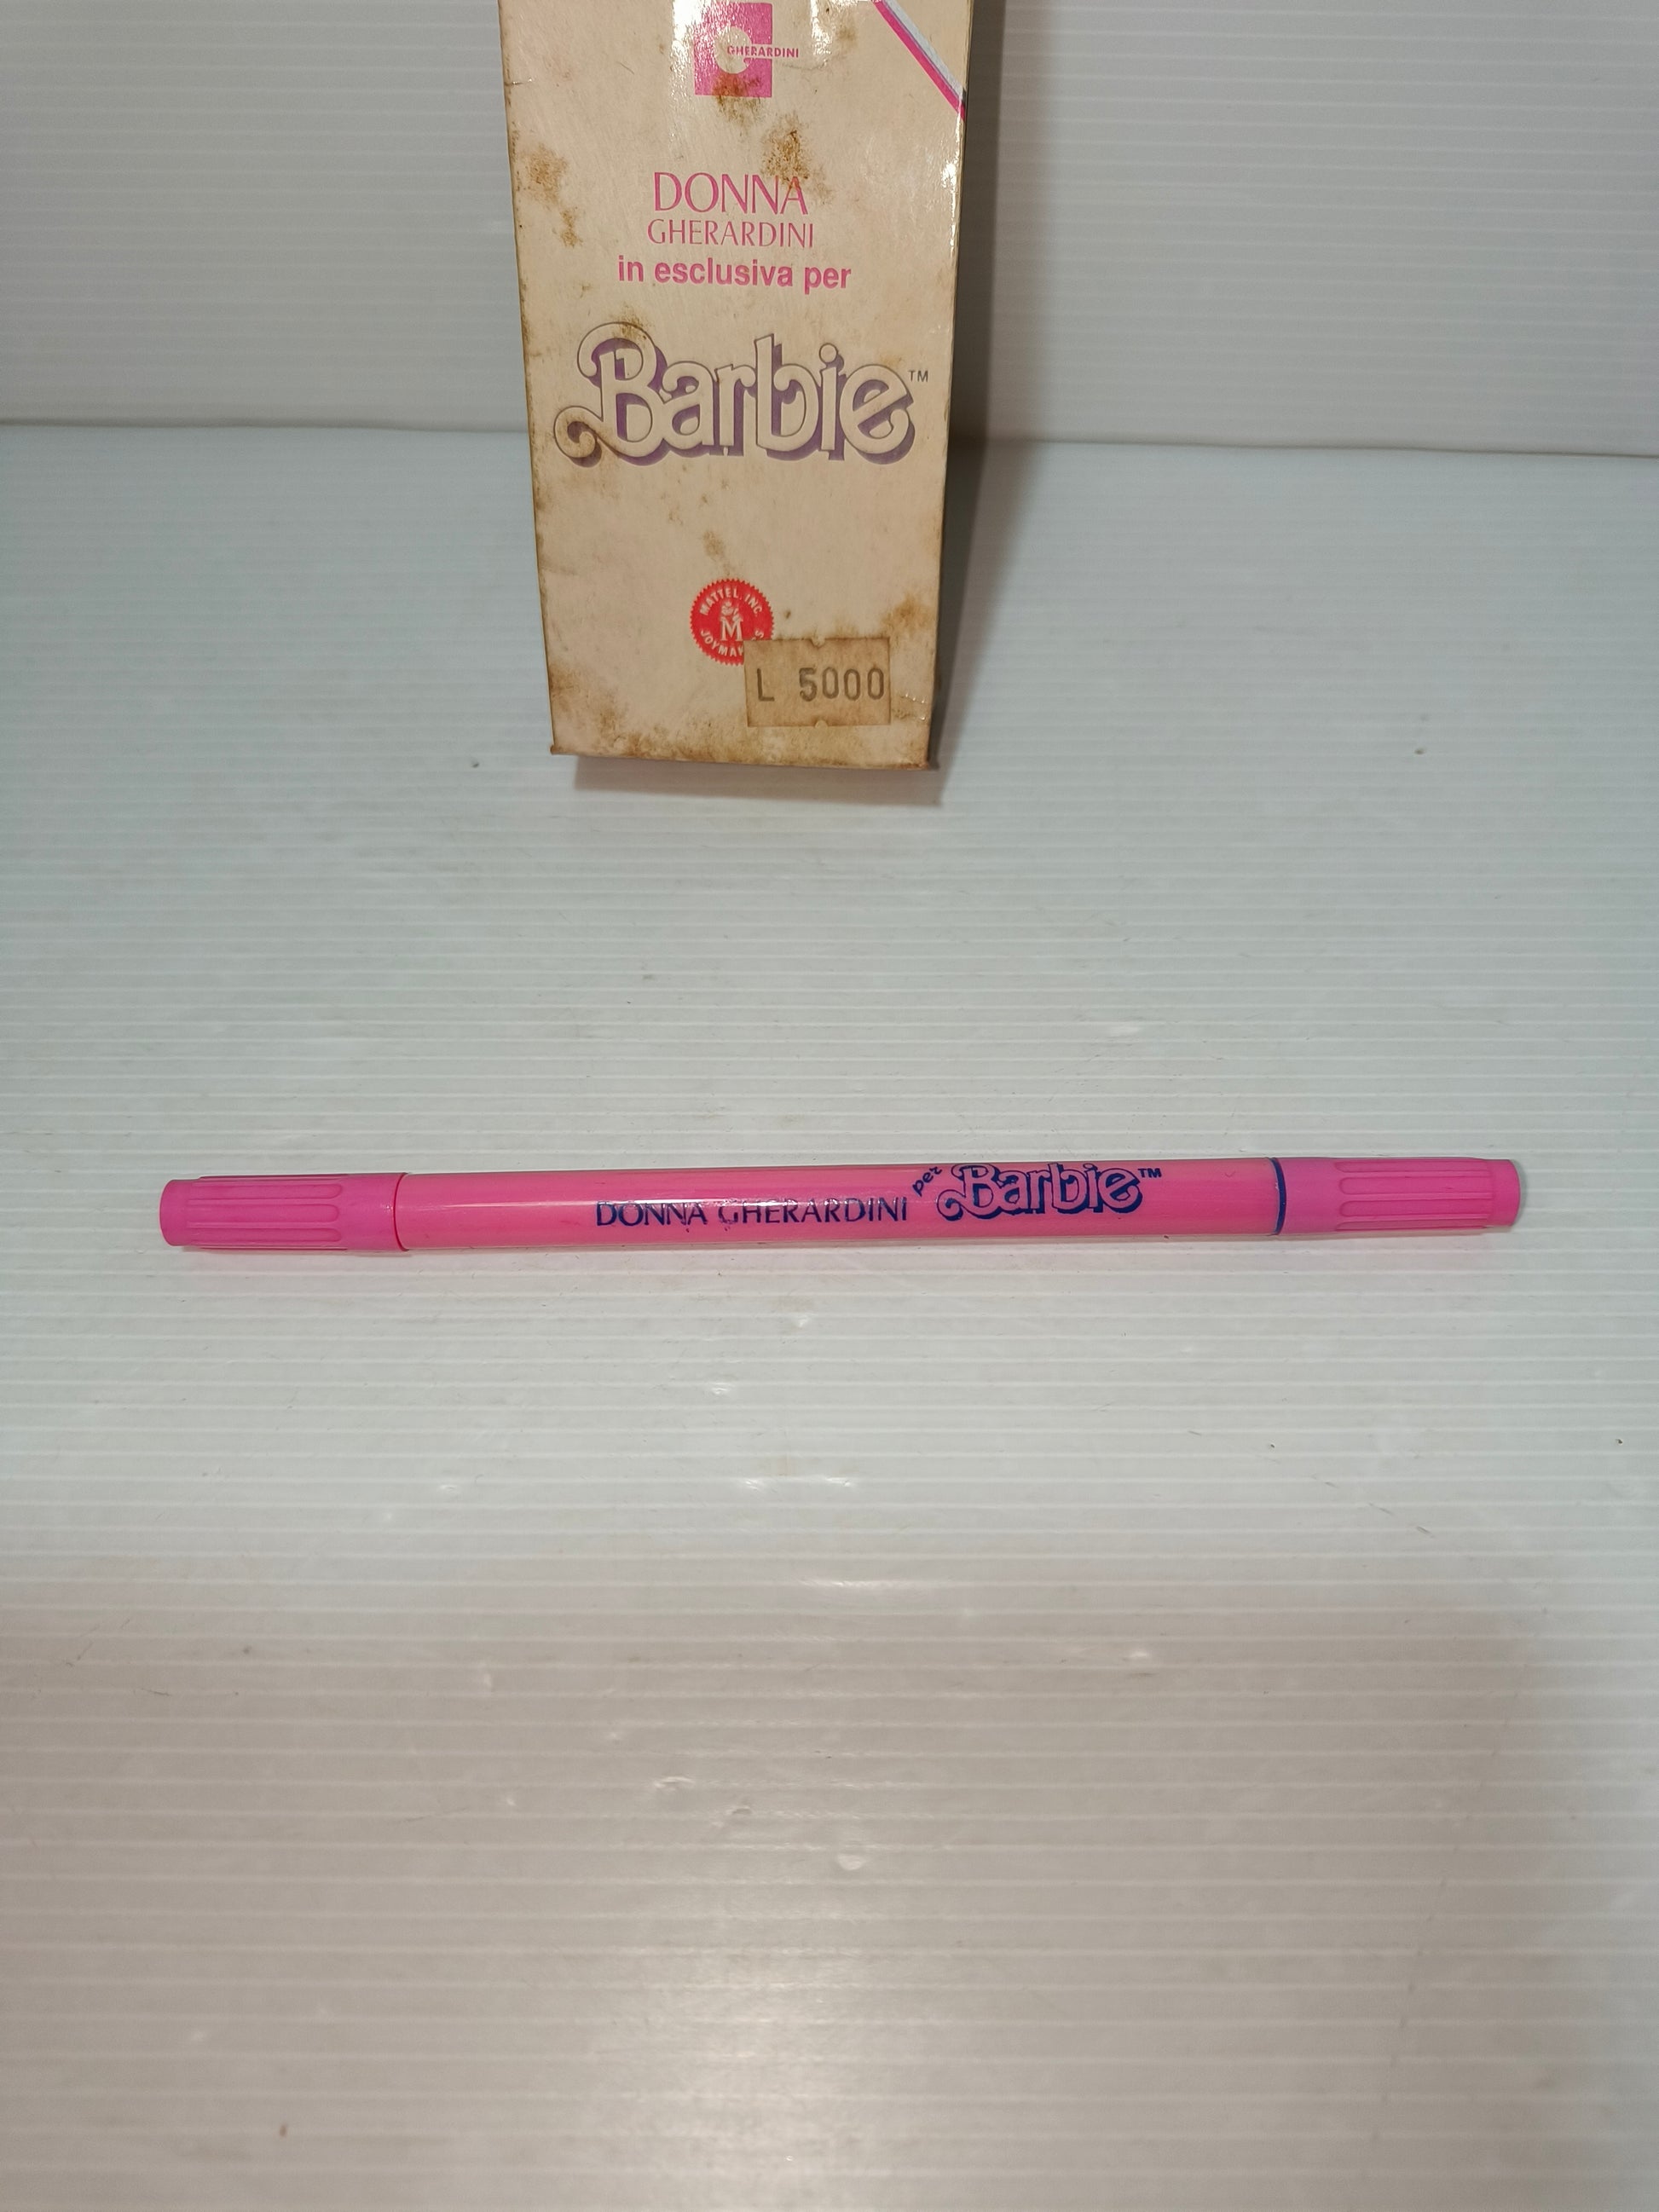 GHERARDINI
DONNA
GHERARDINI
in esclusiva per
Barbie™
MATTEL, INC.
M
L 5000
DONNA GHERARDINI per Barbie™